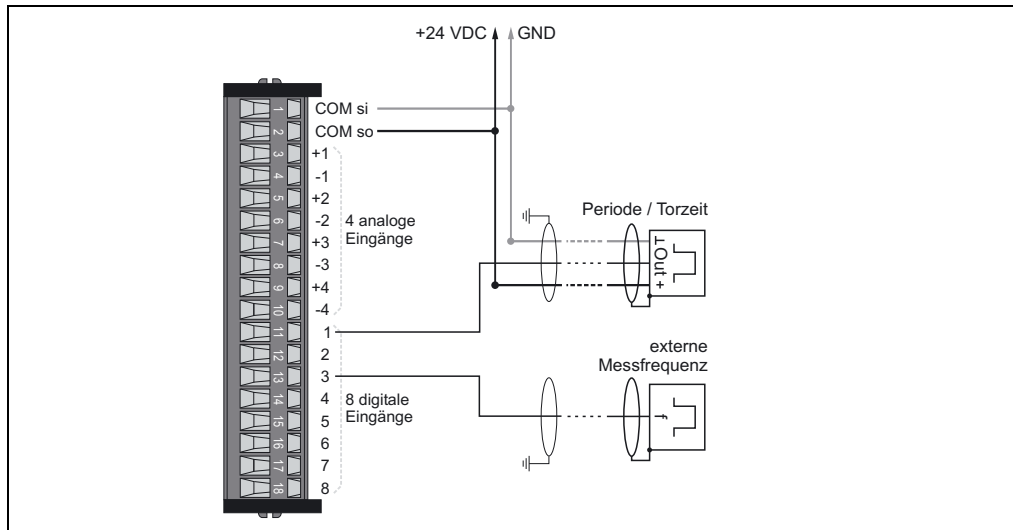 +24 VDC GND
1 COM si
2 COM so
3 +1
4 -1
5 +2
6 -2
7 +3
8 -3
9 +4
10 -4
4 analoge
Eingänge
11 1
12 2
13 3
14 4
15 5
16 6
17 7
18 8
8 digitale
Eingänge
Periode / Torzeit
⊥ Out +
externe
Messfrequenz
f